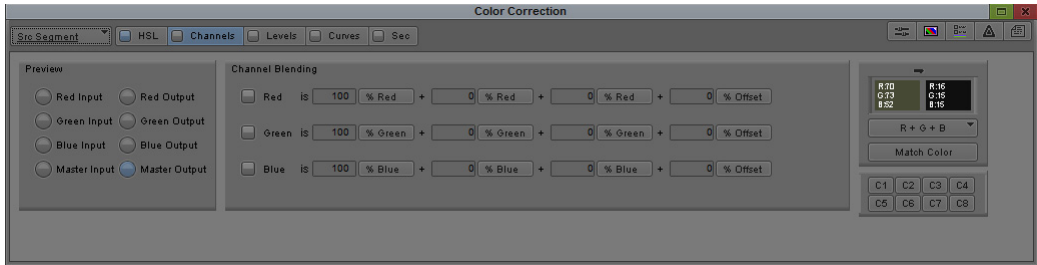 Color Correction
Src Segment HSL Channels Levels Curves Sec
Preview
Red Input Red Output
Green Input Green Output
Blue Input Blue Output
Master Input Master Output
Channel Blending
Red is 100 % Red + 0 % Red + 0 % Red + 0 % Offset
Green is 100 % Green + 0 % Green + 0 % Green + 0 % Offset
Blue is 100 % Blue + 0 % Blue + 0 % Blue + 0 % Offset
R:70 R:16
G:73 G:15
B:52 B:15
R + G + B
Match Color
C1 C2 C3 C4
C5 C6 C7 C8